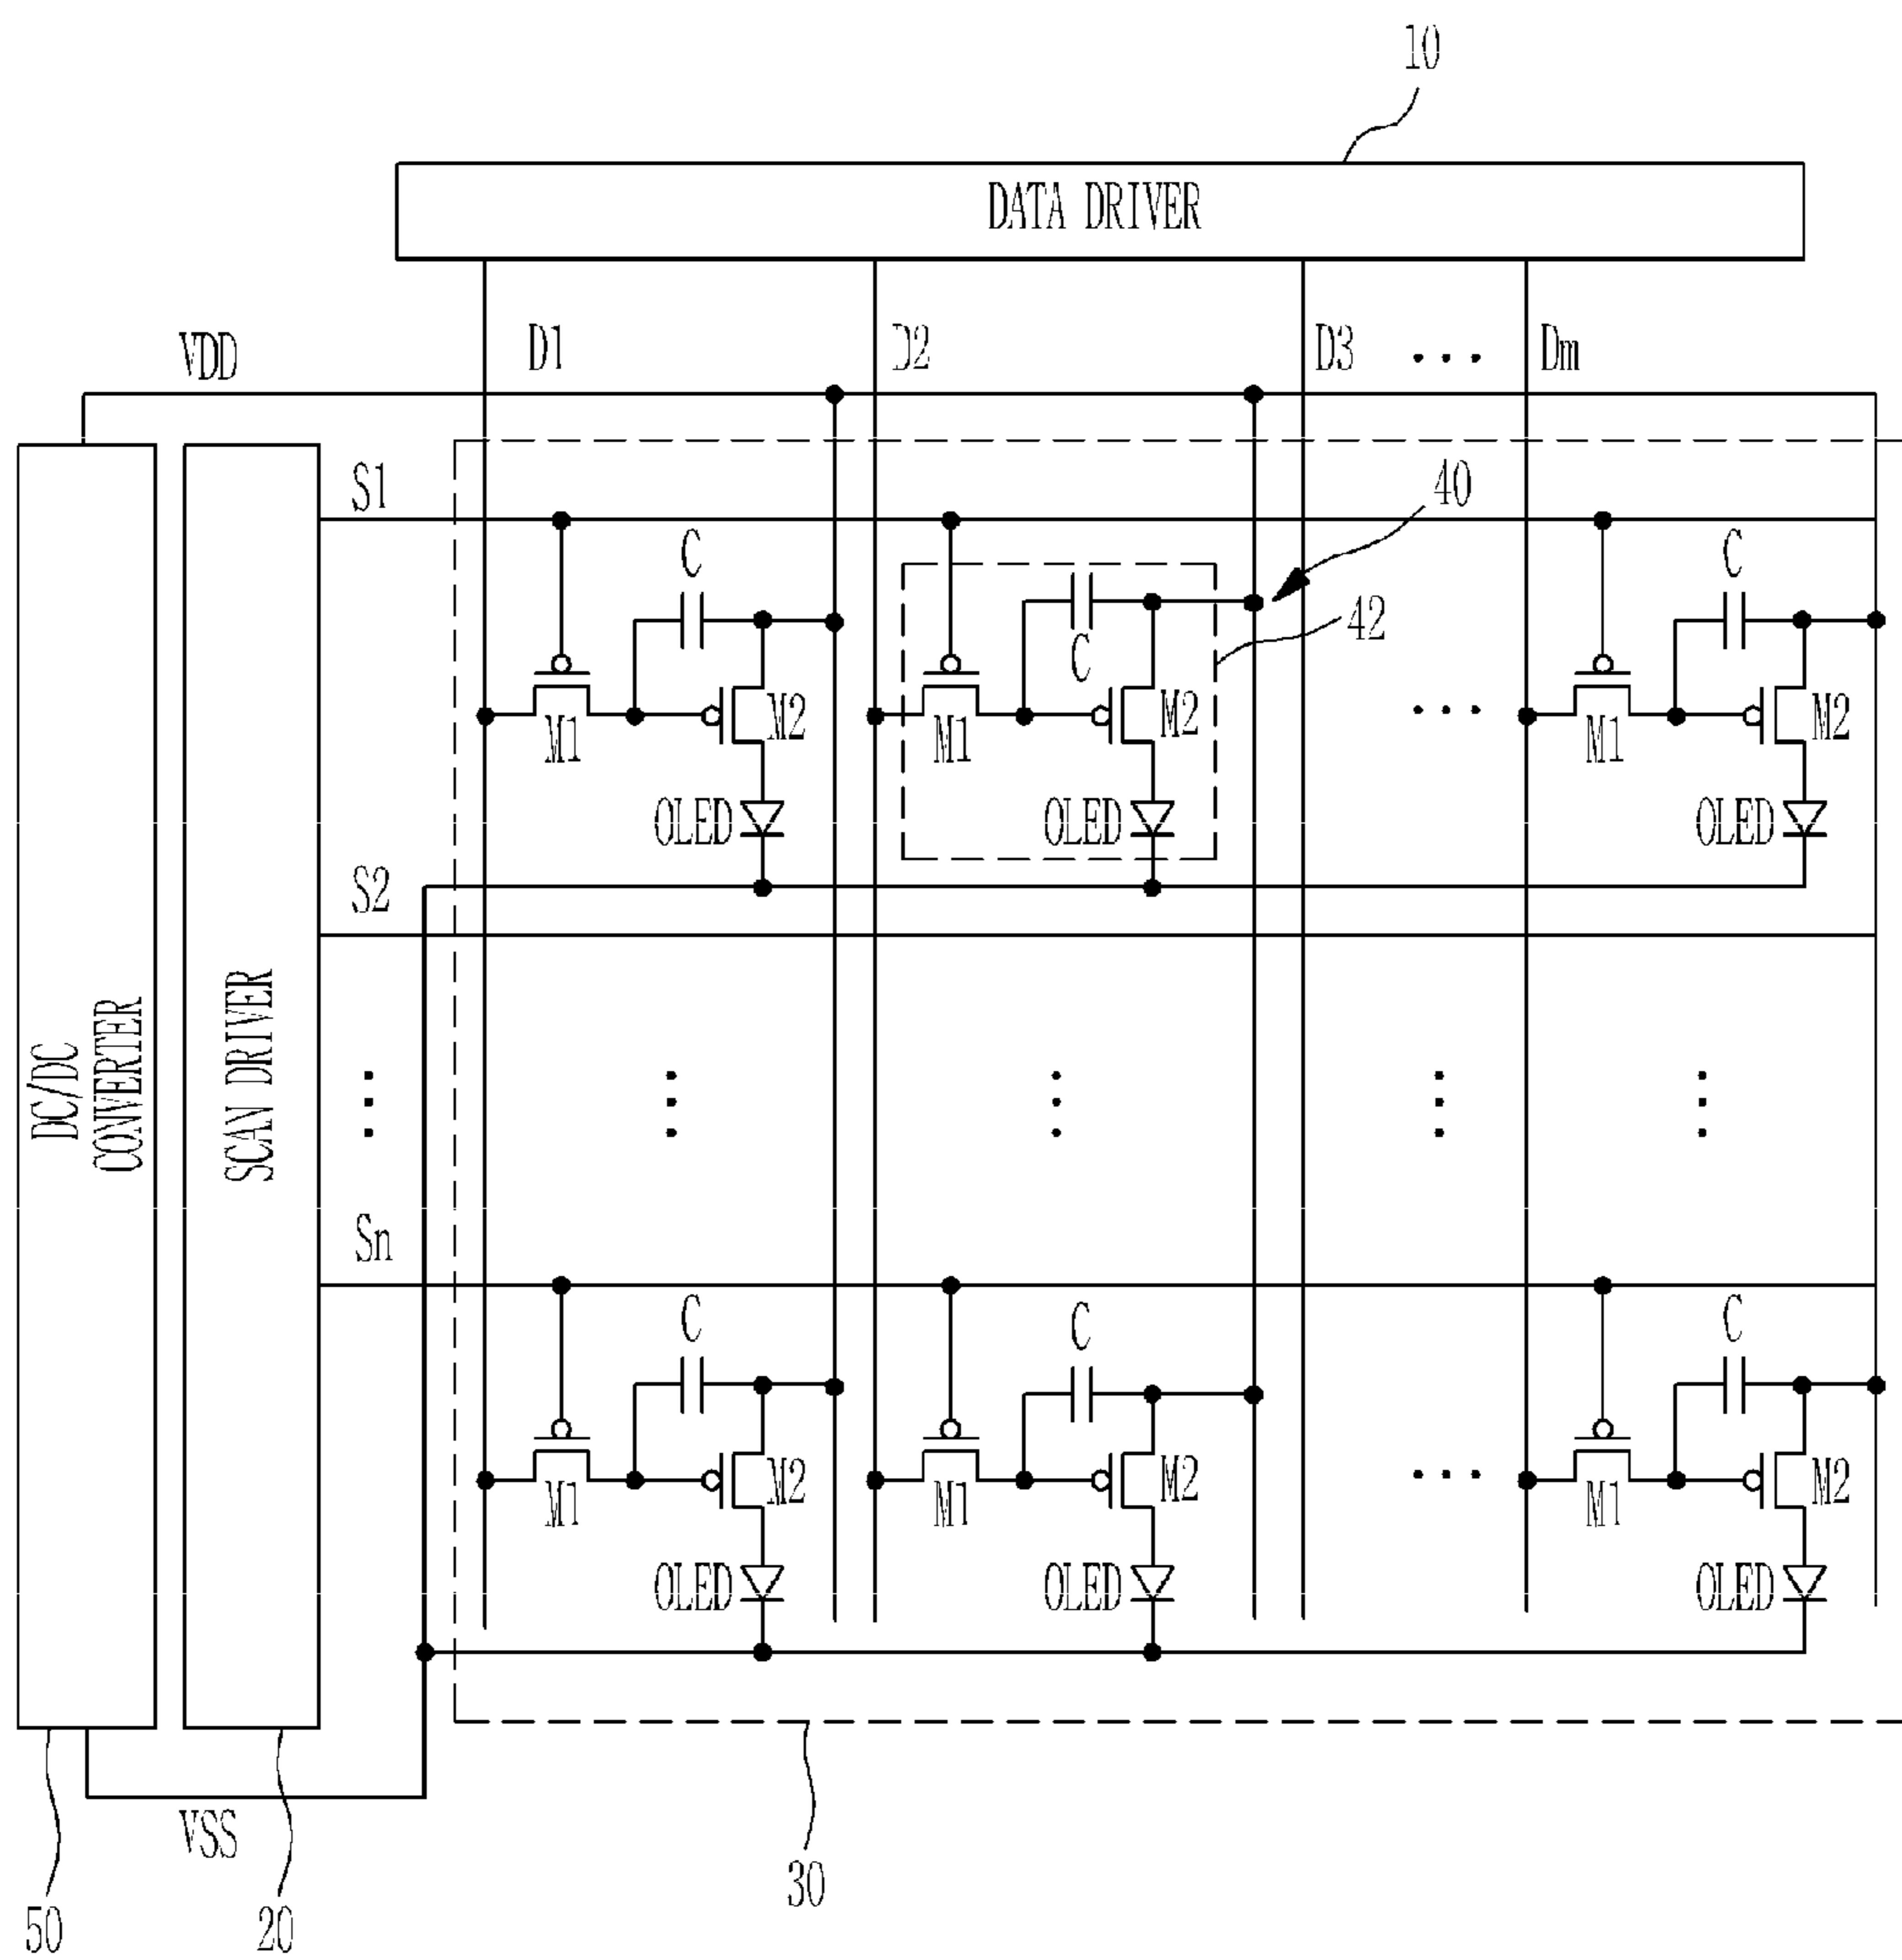 10
DATA DRIVER
VDD
D1
D2
D3
Dm
S1
40
C
C
C
42
M1
M2
M1
M2
M1
M2
OLED
OLED
OLED
S2
DC/DC
CONVERTER
SCAN DRIVER
Sn
C
C
C
M1
M2
M1
M2
M1
M2
OLED
OLED
OLED
VSS
30
50
20